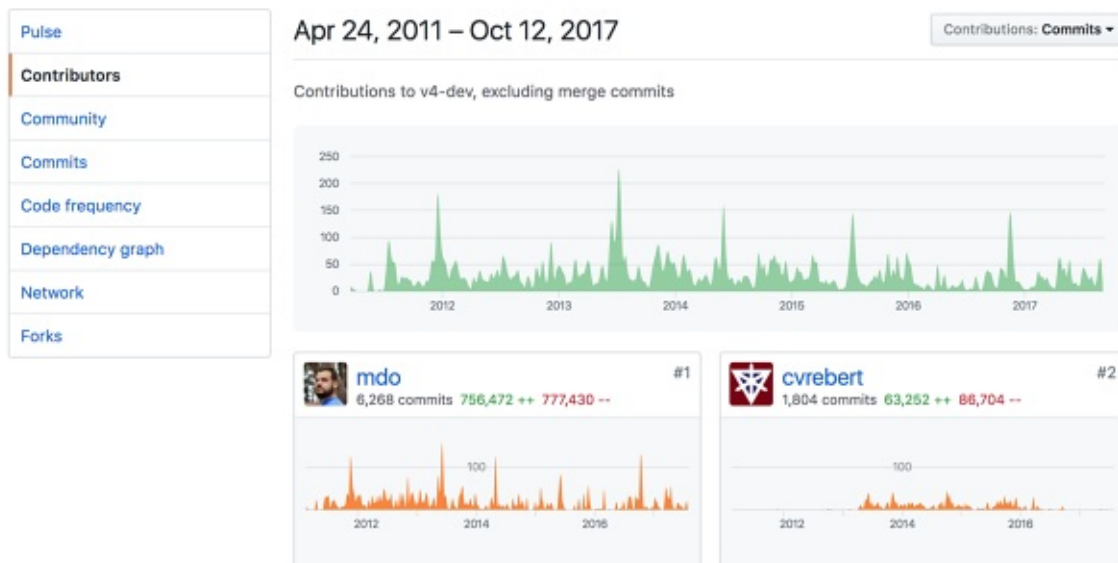 Pulse
Contributors
Community
Commits
Code frequency
Dependency graph
Network
Forks
Apr 24, 2011 – Oct 12, 2017
Contributions: Commits
Contributions to v4-dev, excluding merge commits
250
200
150
100
50
0
2012 2013 2014 2015 2016 2017
mdo #1
6,268 commits 756,472 ++ 777,430 --
100
2012 2014 2016
cvrebert #2
1,804 commits 63,252 ++ 86,704 --
100
2012 2014 2016